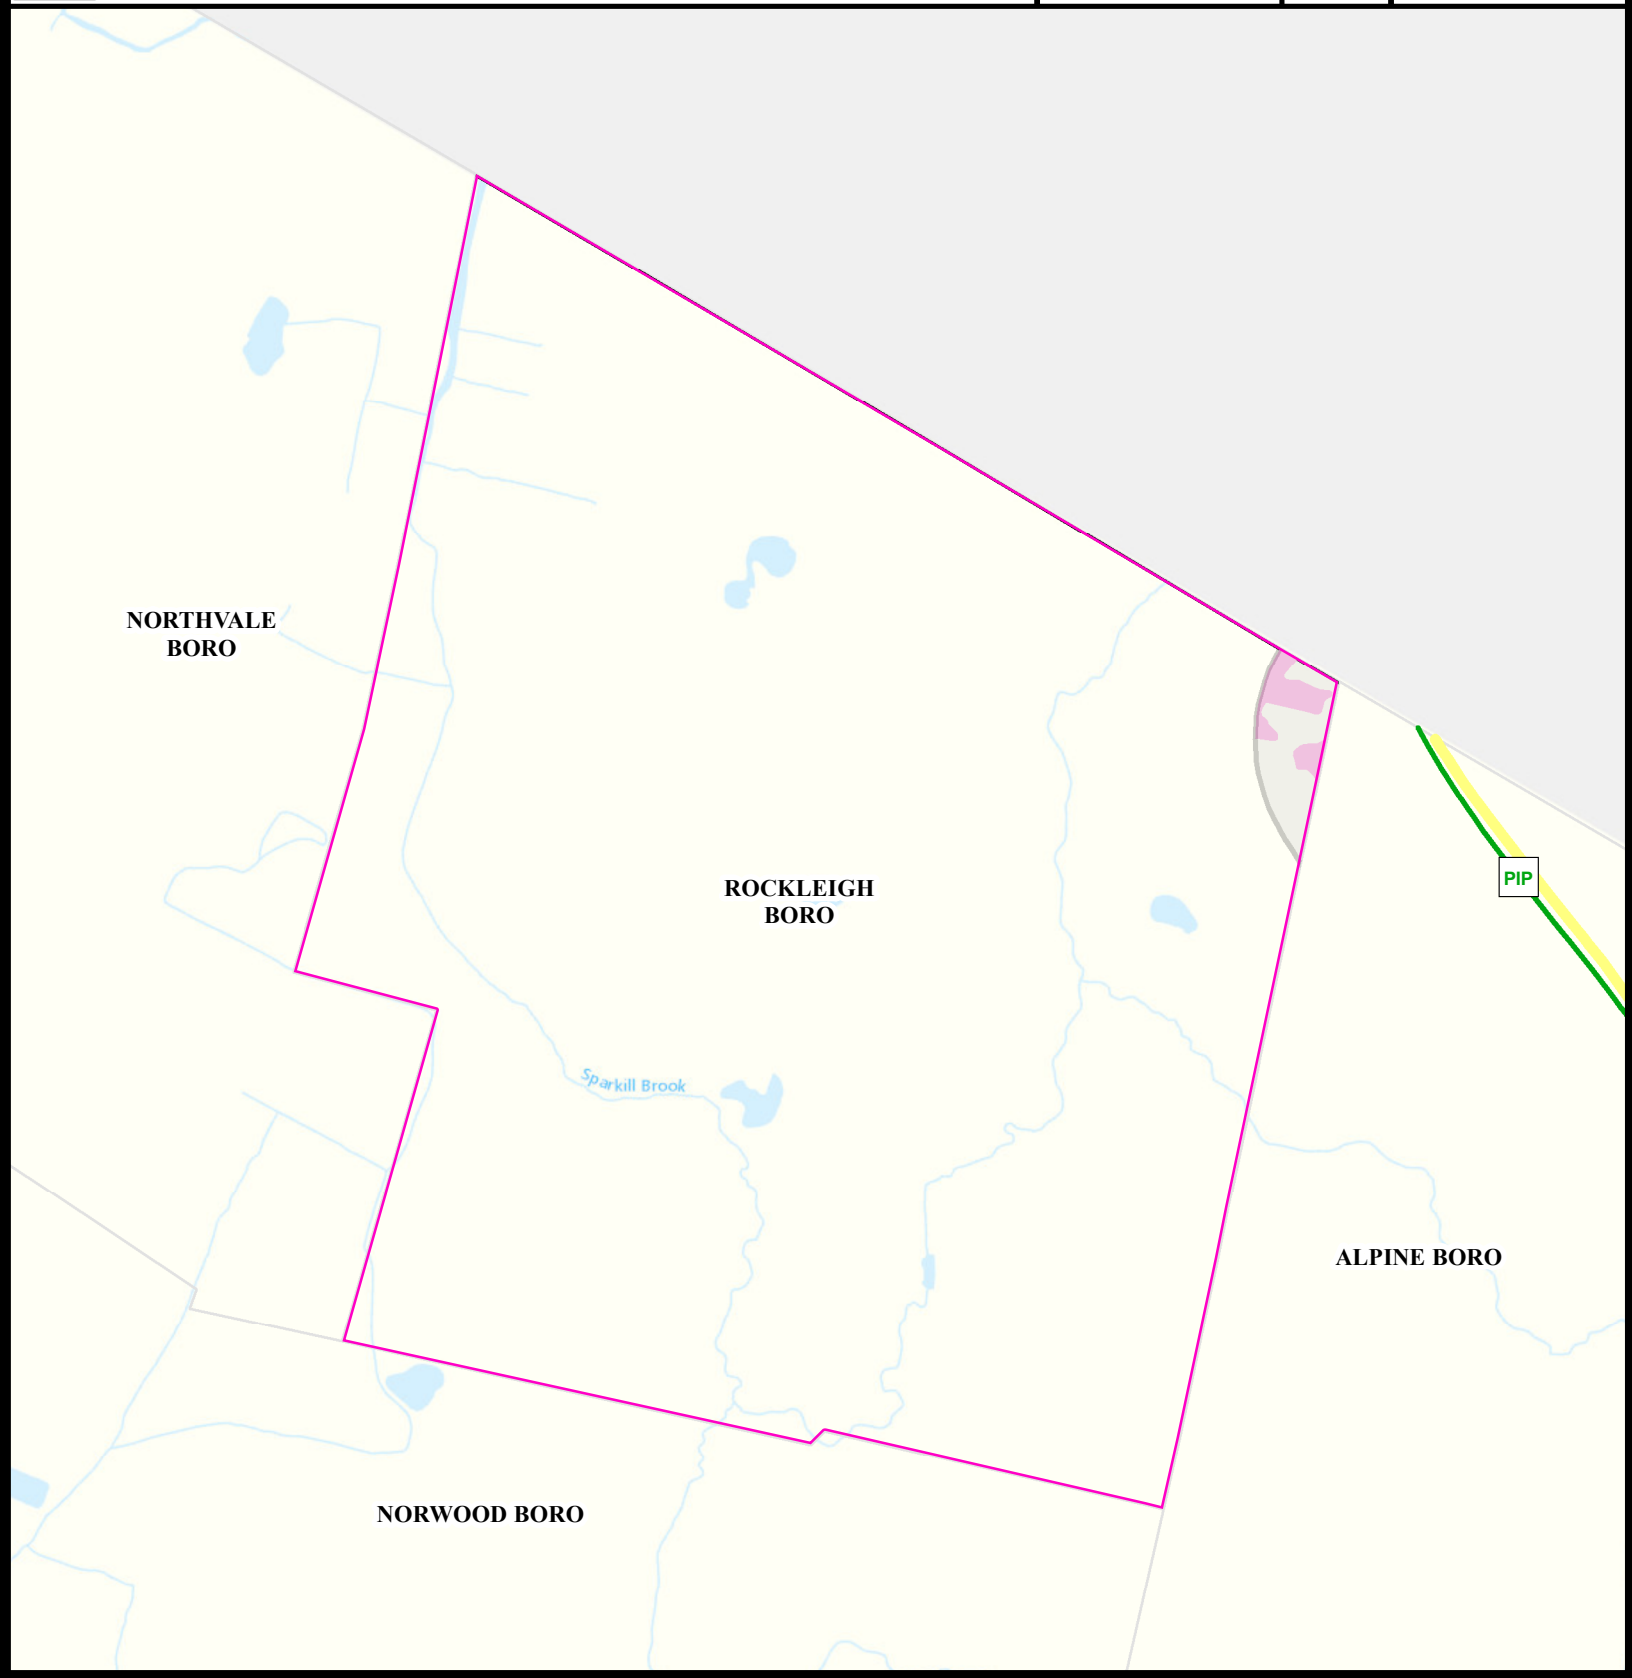 NORTHVALE
BORO
PIP
ROCKLEIGH
BORO
Sparkill Brook
ALPINE BORO
NORWOOD BORO